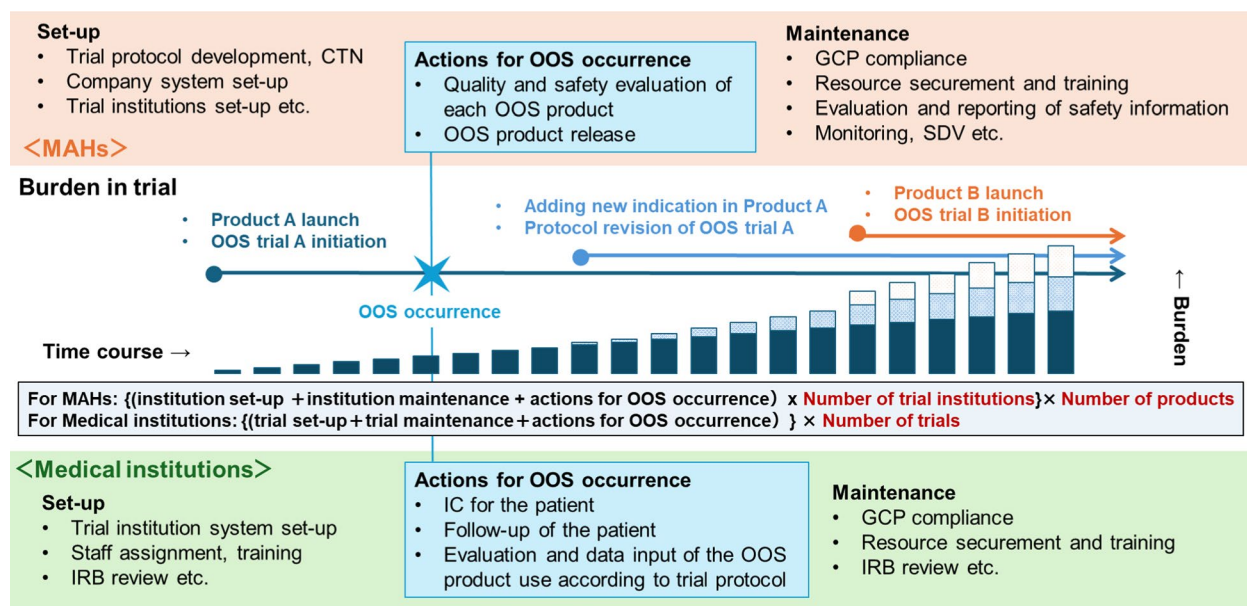 Set-up
• Trial protocol development, CTN
• Company system set-up
• Trial institutions set-up etc.
<MAHs>
Actions for OOS occurrence
• Quality and safety evaluation of
each OOS product
• OOS product release
Maintenance
• GCP compliance
• Resource securement and training
• Evaluation and reporting of safety information
• Monitoring, SDV etc.
Burden in trial
• Product A launch
• OOS trial A initiation
• Adding new indication in Product A
• Protocol revision of OOS trial A
• Product B launch
• OOS trial B initiation
OOS occurrence
Time course →
Burden →
For MAHs: {(institution set-up +institution maintenance + actions for OOS occurrence) x Number of trial institutions}× Number of products
For Medical institutions: {(trial set-up+trial maintenance+actions for OOS occurrence) } × Number of trials
<Medical institutions>
Set-up
• Trial institution system set-up
• Staff assignment, training
• IRB review etc.
Actions for OOS occurrence
• IC for the patient
• Follow-up of the patient
• Evaluation and data input of the OOS
product use according to trial protocol
Maintenance
• GCP compliance
• Resource securement and training
• IRB review etc.